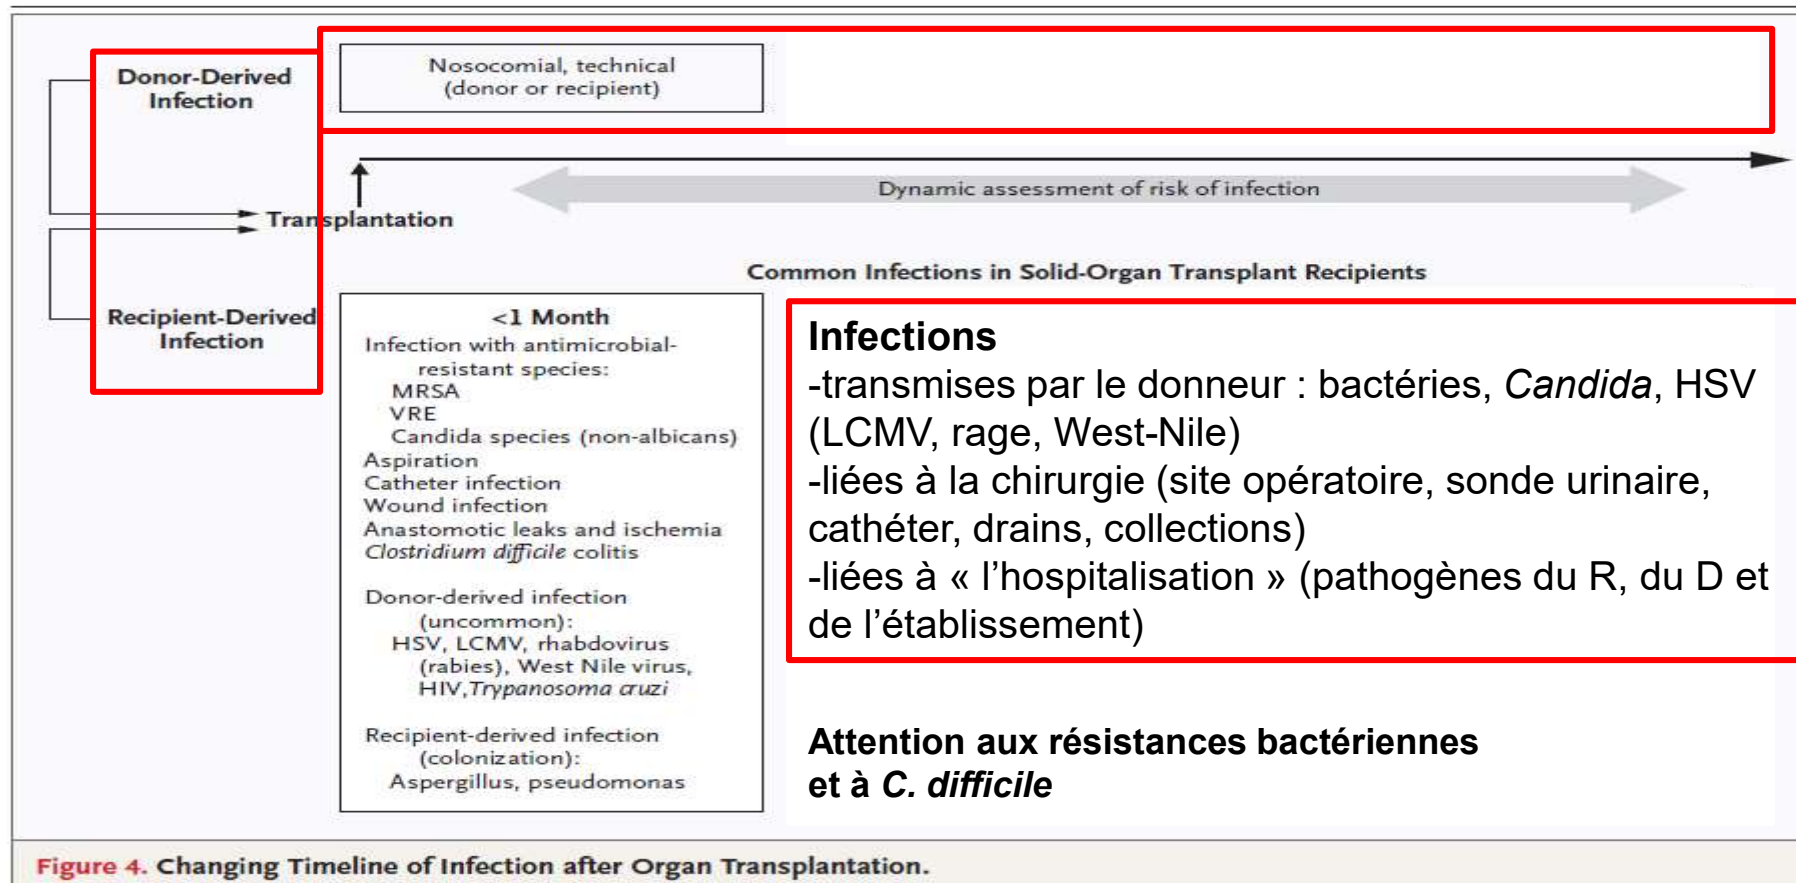 Donor-Derived
Infection
Nosocomial, technical
(donor or recipient)
Dynamic assessment of risk of infection
Transplantation
Common Infections in Solid-Organ Transplant Recipients
Recipient-Derived
Infection
<1 Month
Infection with antimicrobial-
resistant species:
MRSA
VRE
Candida species (non-albicans)
Aspiration
Catheter infection
Wound infection
Anastomotic leaks and ischemia
Clostridium difficile colitis
Donor-derived infection
(uncommon):
HSV, LCMV, rhabdovirus
(rabies), West Nile virus,
HIV, Trypanosoma cruzi
Recipient-derived infection
(colonization):
Aspergillus, pseudomonas
Infections
-transmises par le donneur : bactéries, Candida, HSV
(LCMV, rage, West-Nile)
-liées à la chirurgie (site opératoire, sonde urinaire,
cathéter, drains, collections)
-liées à « l’hospitalisation » (pathogènes du R, du D et
de l’établissement)
Attention aux résistances bactériennes
et à C. difficile
Figure 4. Changing Timeline of Infection after Organ Transplantation.